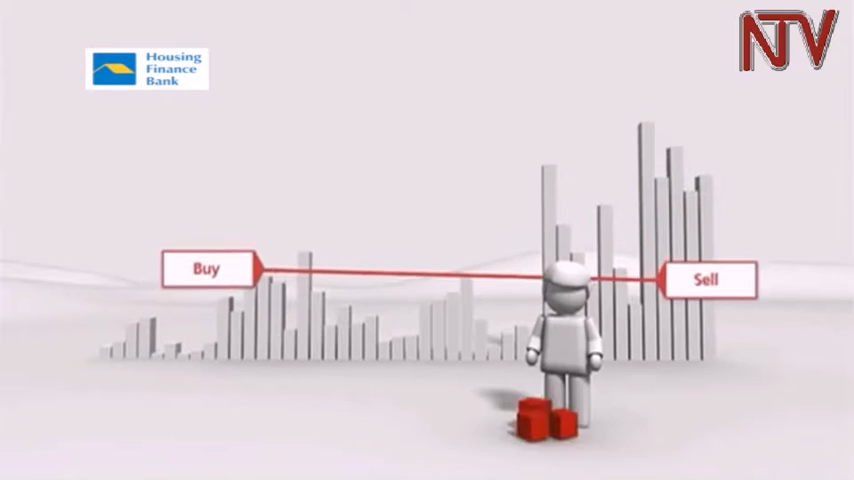 NTV
Housing
Finance
Bank
Buy
Sell